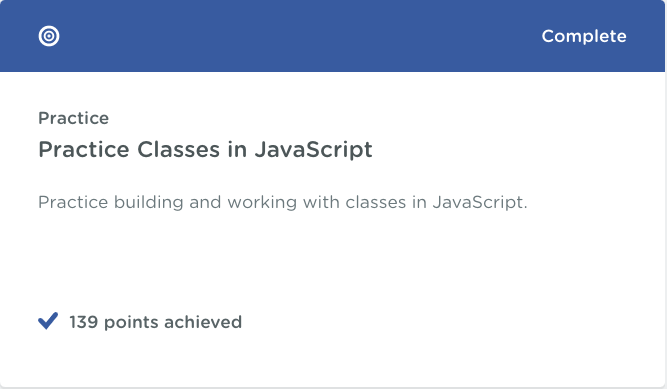 Complete
Practice
Practice Classes in JavaScript
Practice building and working with classes in JavaScript.
139 points achieved